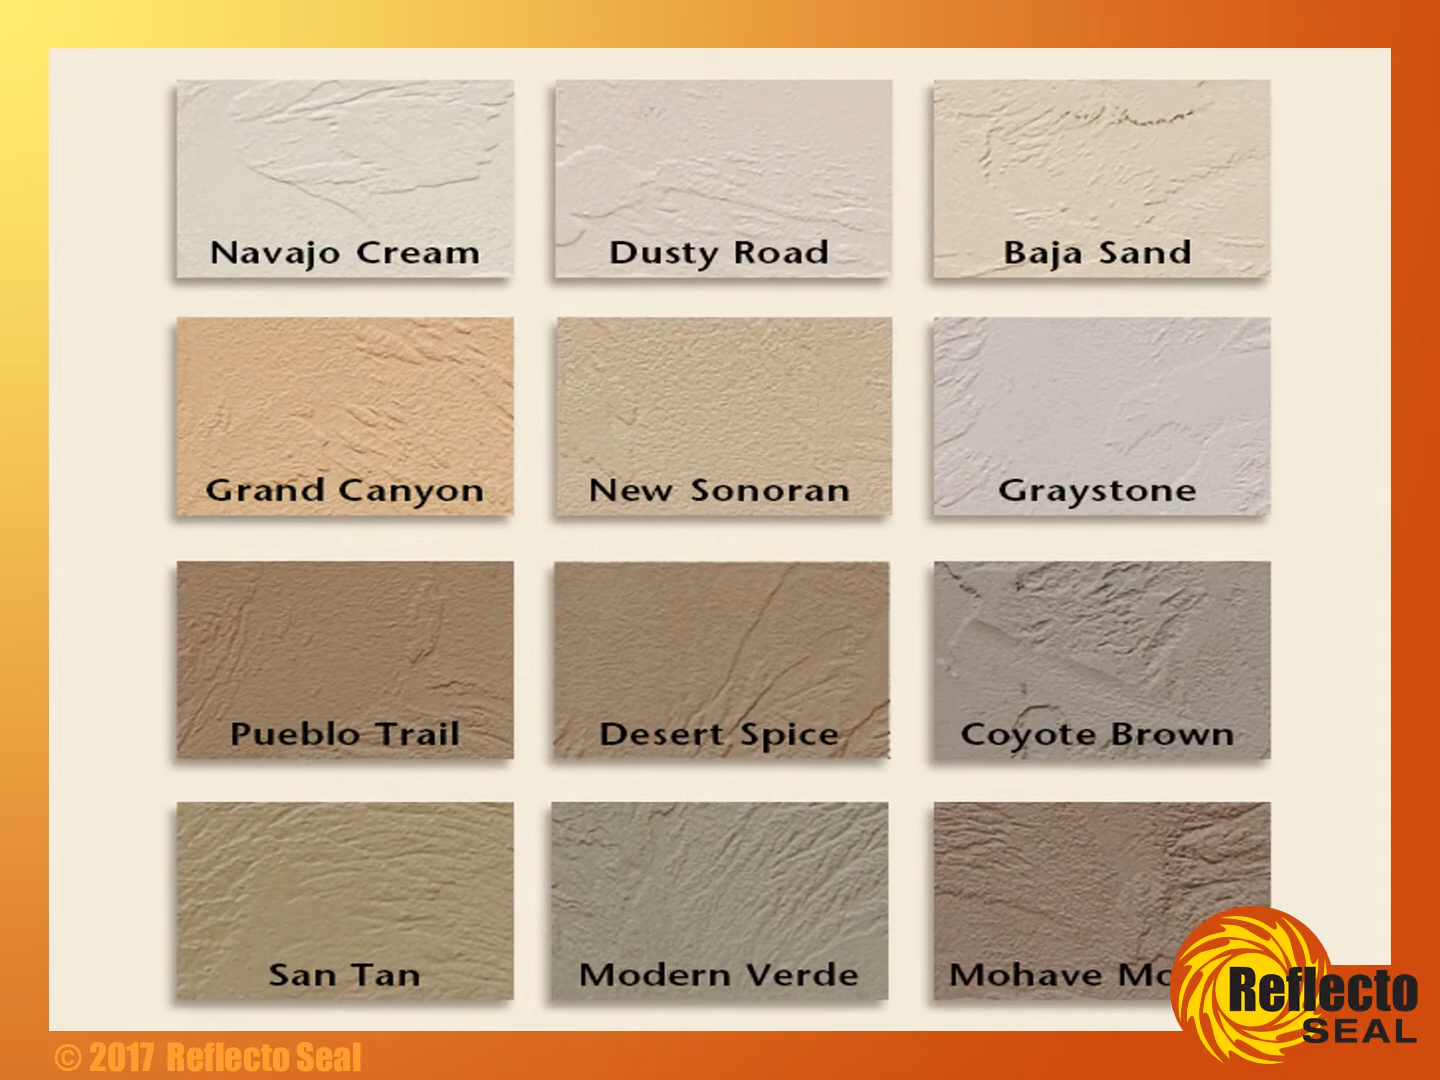 Navajo Cream
Dusty Road
Baja Sand
Grand Canyon
New Sonoran
Graystone
Pueblo Trail
Desert Spice
Coyote Brown
San Tan
Modern Verde
Mohave
Reflecto
SEAL
© 2017 Reflecto Seal